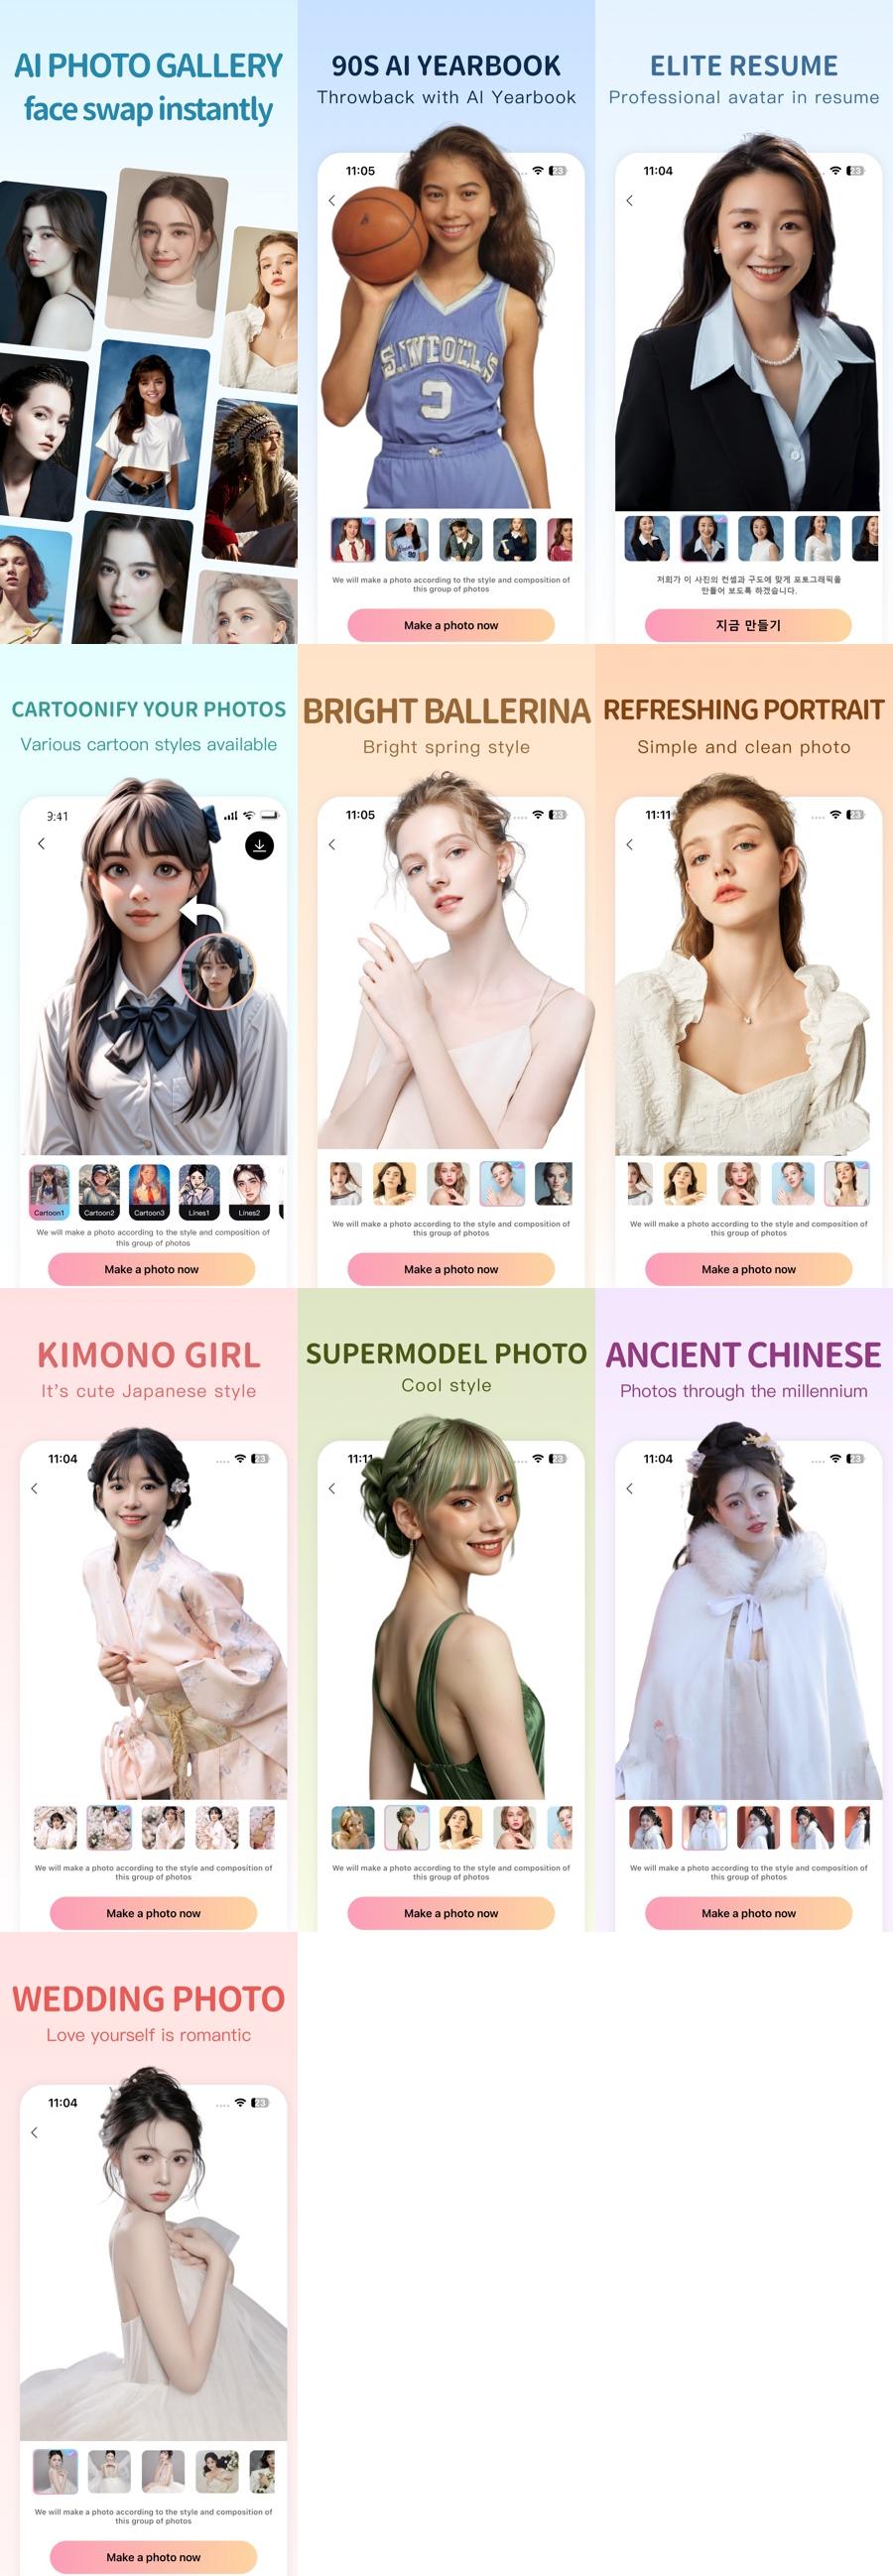 AI PHOTO GALLERY
face swap instantly
90S AI YEARBOOK
Throwback with AI Yearbook
11:05
23
We will make a photo according to the style and composition of
this group of photos
Make a photo now
ELITE RESUME
Professional avatar in resume
11:04
23
저희가 이 사진의 컨셉과 구도에 맞게 포토그래픽을
만들어 보도록 하겠습니다.
지금 만들기
CARTOONIFY YOUR PHOTOS
Various cartoon styles available
9:41
Cartoon1
Cartoon2
Cartoon3
Lines1
Lines2
We will make a photo according to the style and composition of
this group of photos
Make a photo now
BRIGHT BALLERINA
Bright spring style
11:05
23
We will make a photo according to the style and composition of
this group of photos
Make a photo now
REFRESHING PORTRAIT
Simple and clean photo
11:11
23
We will make a photo according to the style and composition of
this group of photos
Make a photo now
KIMONO GIRL
It's cute Japanese style
11:04
23
We will make a photo according to the style and composition of
this group of photos
Make a photo now
SUPERMODEL PHOTO
Cool style
11:11
23
We will make a photo according to the style and composition of
this group of photos
Make a photo now
ANCIENT CHINESE
Photos through the millennium
11:04
23
We will make a photo according to the style and composition of
this group of photos
Make a photo now
WEDDING PHOTO
Love yourself is romantic
11:04
23
We will make a photo according to the style and composition of
this group of photos
Make a photo now